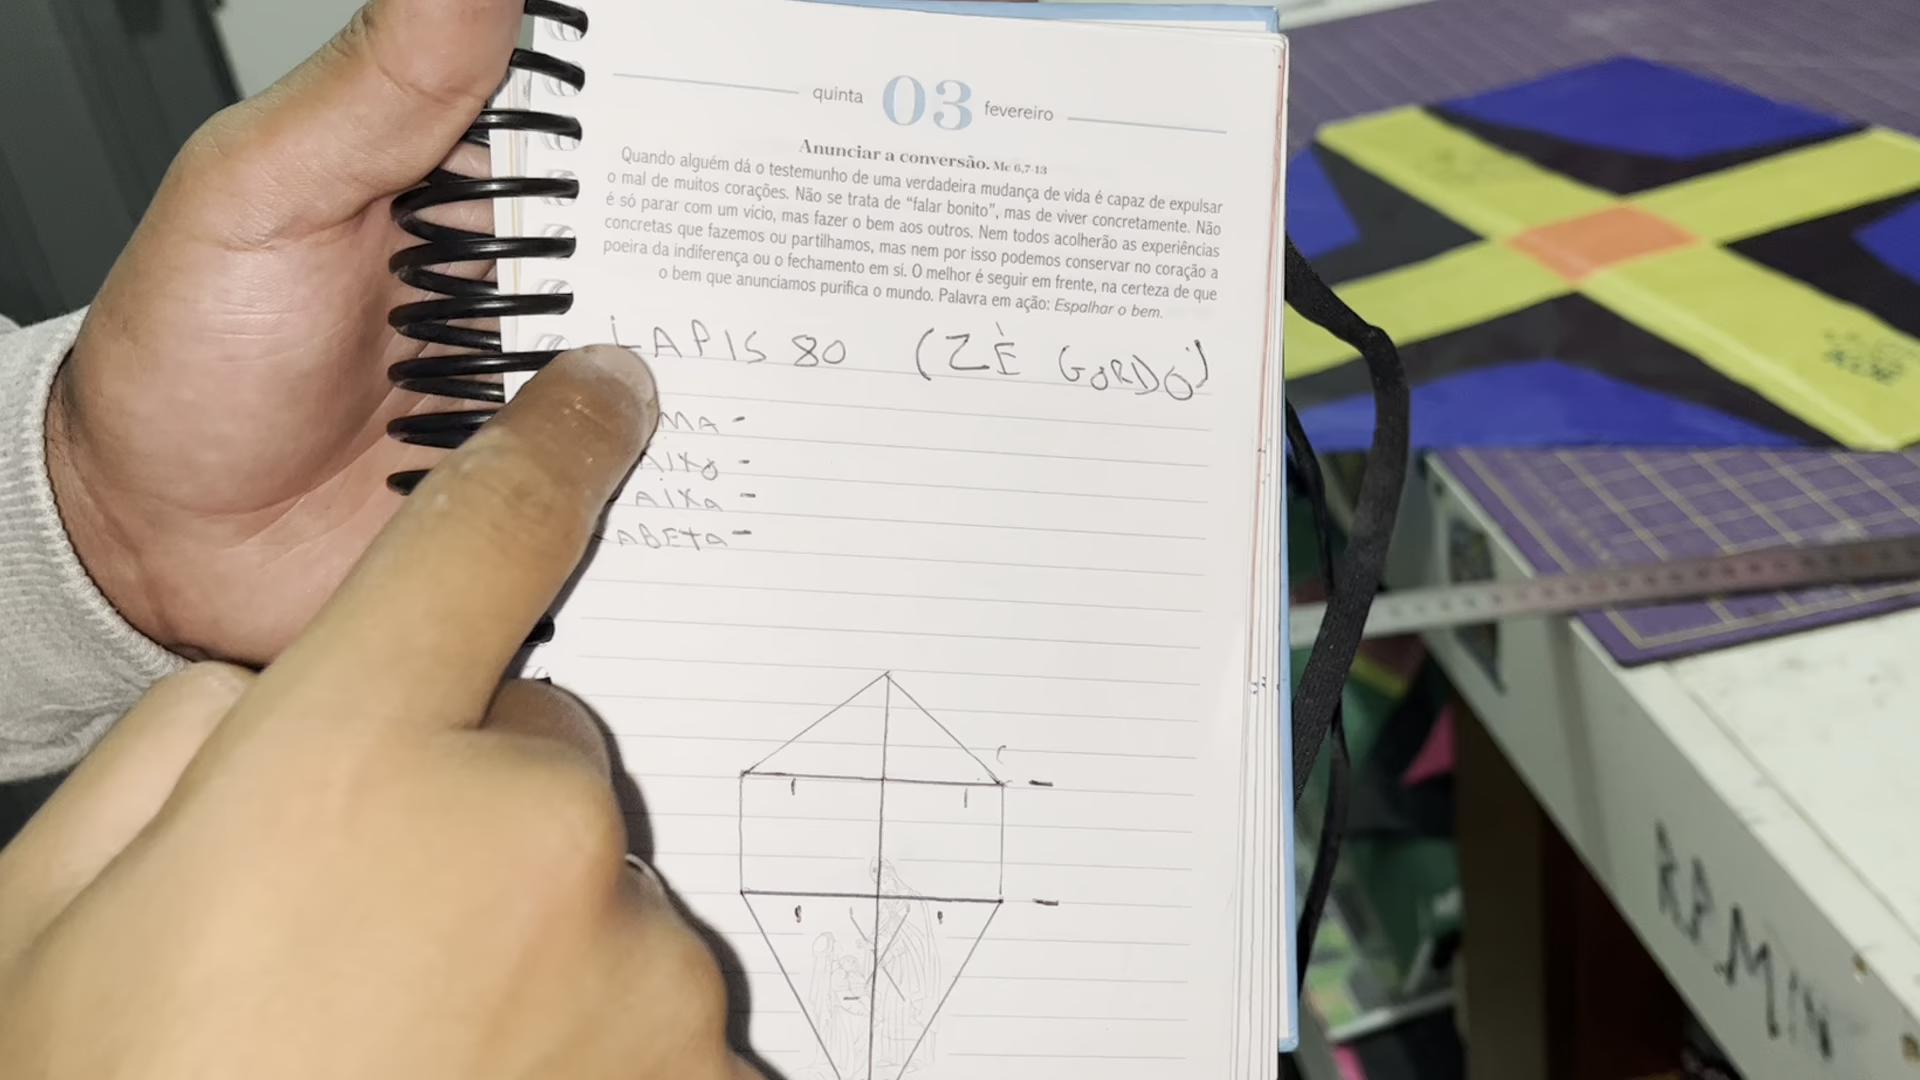 quinta 03 fevereiro
Anunciar a conversão. Mc 6,7-13
Quando alguém dá o testemunho de uma verdadeira mudança de vida é capaz de expulsar
o mal de muitos corações. Não se trata de “falar bonito”, mas de viver concretamente. Não
é só parar com um vício, mas fazer o bem aos outros. Nem todos acolherão as experiências
concretas que fazemos ou partilhamos, mas nem por isso podemos conservar no coração a
poeira da indiferença ou o fechamento em si. O melhor é seguir em frente, na certeza de que
o bem que anunciamos purifica o mundo. Palavra em ação: Espalhar o bem.
LAPIS 80 (ZÉ GORDO)
MA -
AIXO -
AIXA -
ABETA -